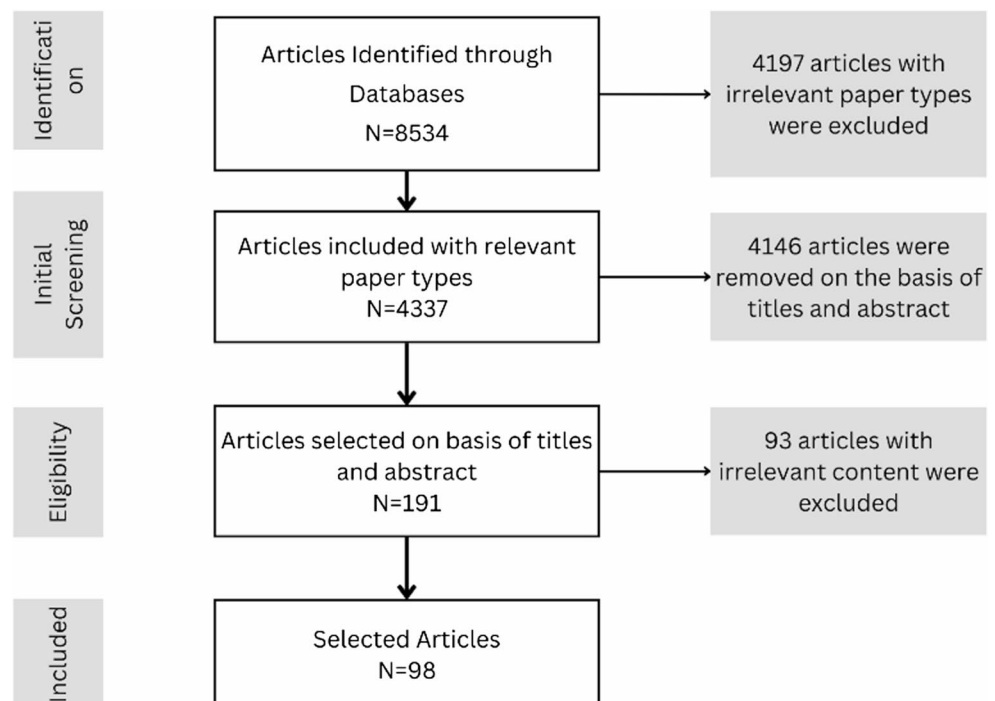 Identificati
on
Articles Identified through
Databases
N=8534
4197 articles with
irrelevant paper types
were excluded
Initial
Screening
Articles included with relevant
paper types
N=4337
4146 articles were
removed on the basis of
titles and abstract
Eligibility
Articles selected on basis of titles
and abstract
N=191
93 articles with
irrelevant content were
excluded
Included
Selected Articles
N=98